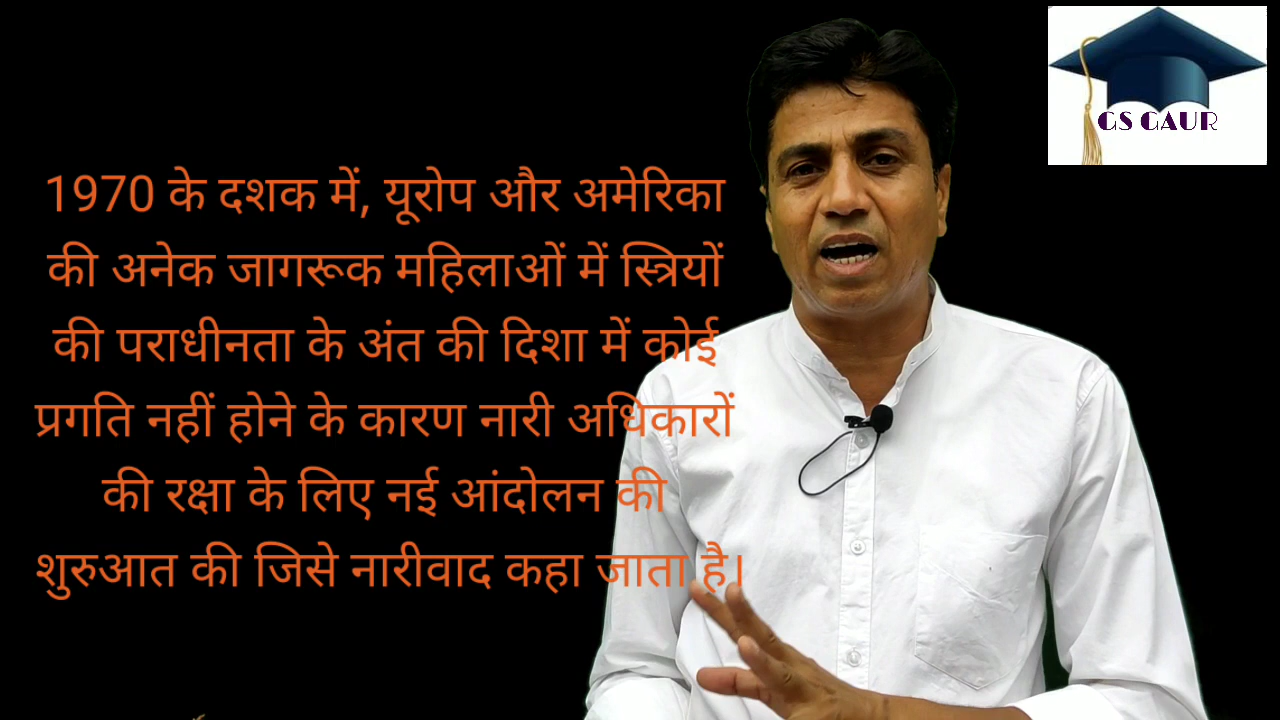 GS GAUR
1970 के दशक में, यूरोप और अमेरिका
की अनेक जागरूक महिलाओं में स्त्रियों
की पराधीनता के अंत की दिशा में कोई
प्रगति नहीं होने के कारण नारी अधिकारों
की रक्षा के लिए नई आंदोलन की
शुरुआत की जिसे नारीवाद कहा जाता है।